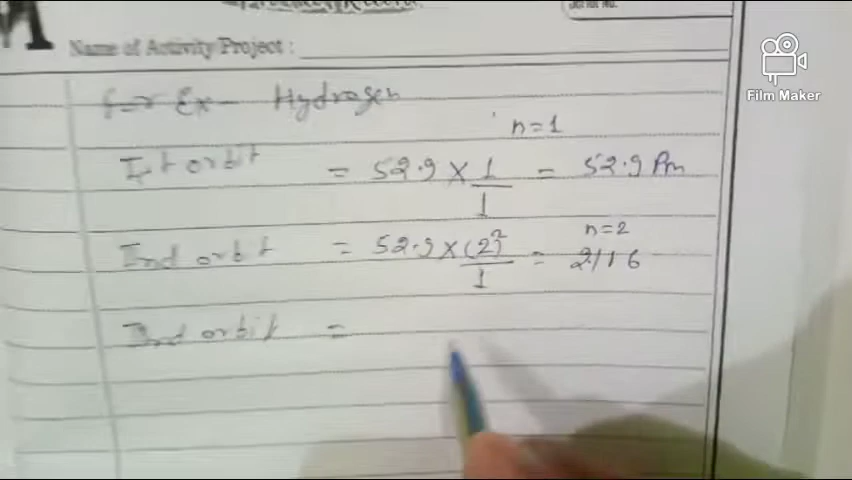 Name of Activity Project :
Film Maker
For Ex - Hydrogen
n=1
Ist orbit = 52.9 × 1/1 = 52.9 Pm
n=2
IInd orbit = 52.9 × (2)²/1 = 211.6
IIIrd orbit =